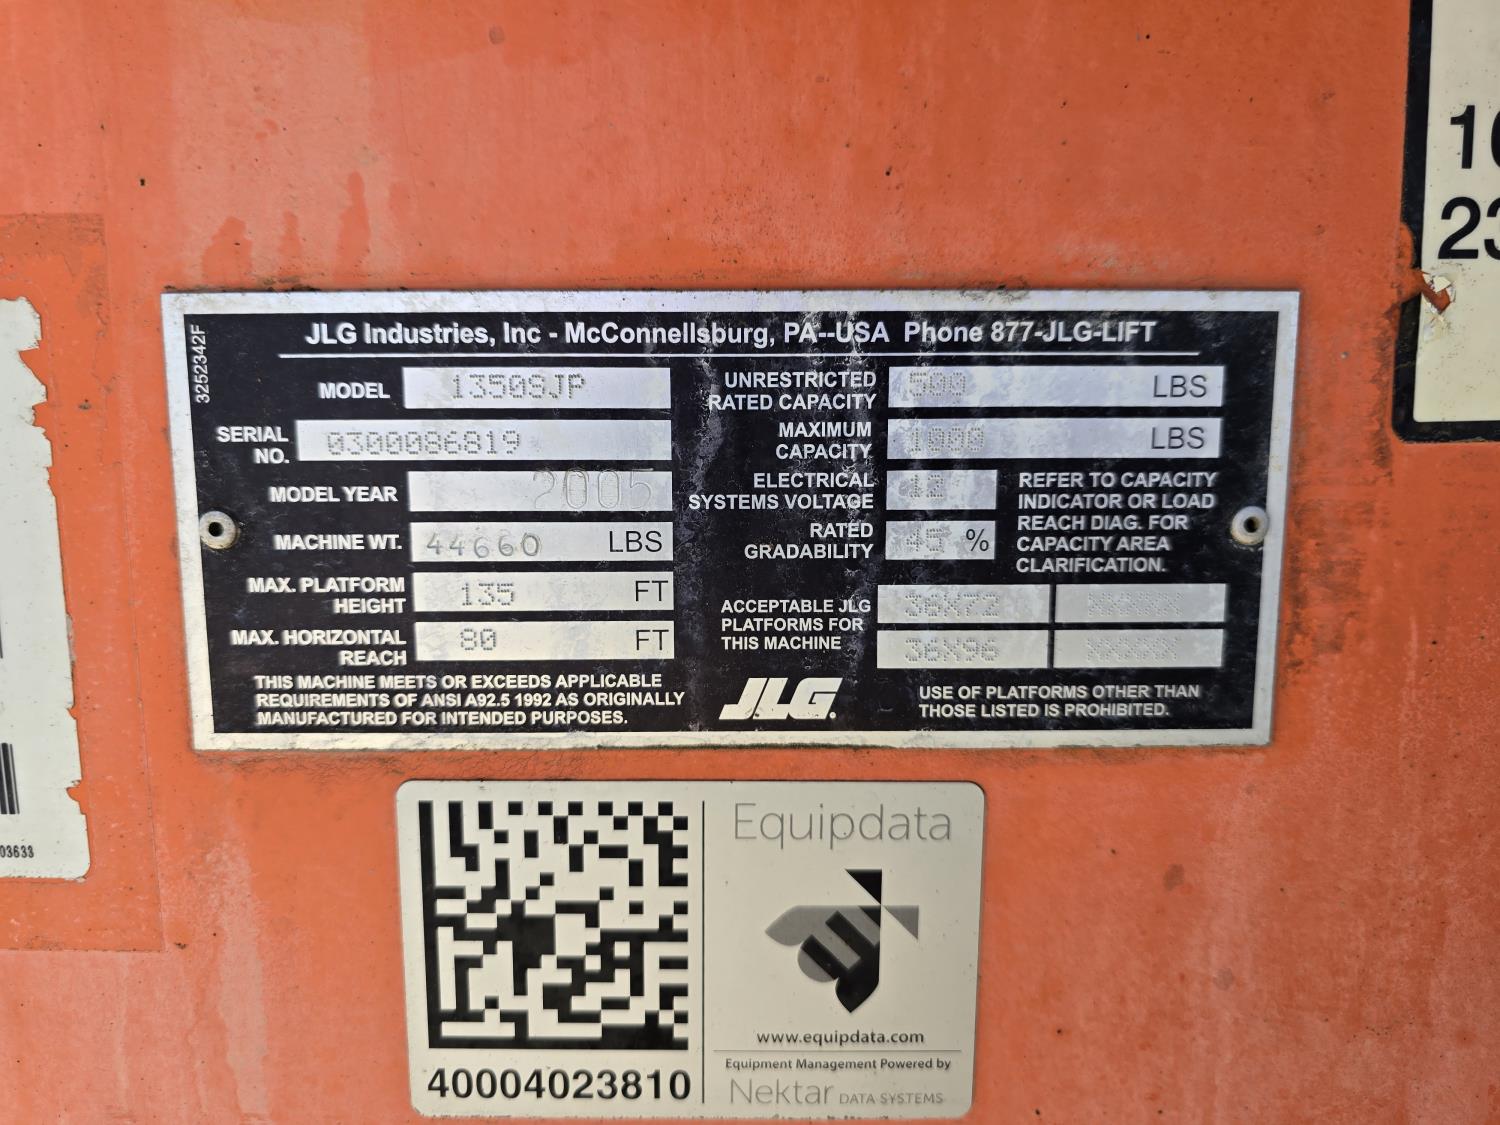 3252342F
JLG Industries, Inc - McConnellsburg, PA--USA Phone 877-JLG-LIFT
MODEL 1350SJP
SERIAL NO. 0300086819
MODEL YEAR 2005
MACHINE WT. 44660 LBS
MAX. PLATFORM HEIGHT 135 FT
MAX. HORIZONTAL REACH 80 FT
THIS MACHINE MEETS OR EXCEEDS APPLICABLE
REQUIREMENTS OF ANSI A92.5 1992 AS ORIGINALLY
MANUFACTURED FOR INTENDED PURPOSES.
UNRESTRICTED RATED CAPACITY 500 LBS
MAXIMUM CAPACITY 1000 LBS
ELECTRICAL SYSTEMS VOLTAGE 12
RATED GRADABILITY 45 %
REFER TO CAPACITY
INDICATOR OR LOAD
REACH DIAG. FOR
CAPACITY AREA
CLARIFICATION.
ACCEPTABLE JLG
PLATFORMS FOR
THIS MACHINE
36X72 XXXXX
36X96 XXXXX
JLG.
USE OF PLATFORMS OTHER THAN
THOSE LISTED IS PROHIBITED.
40004023810
Equipdata
www.equipdata.com
Equipment Management Powered by
Nektar DATA SYSTEMS
03633